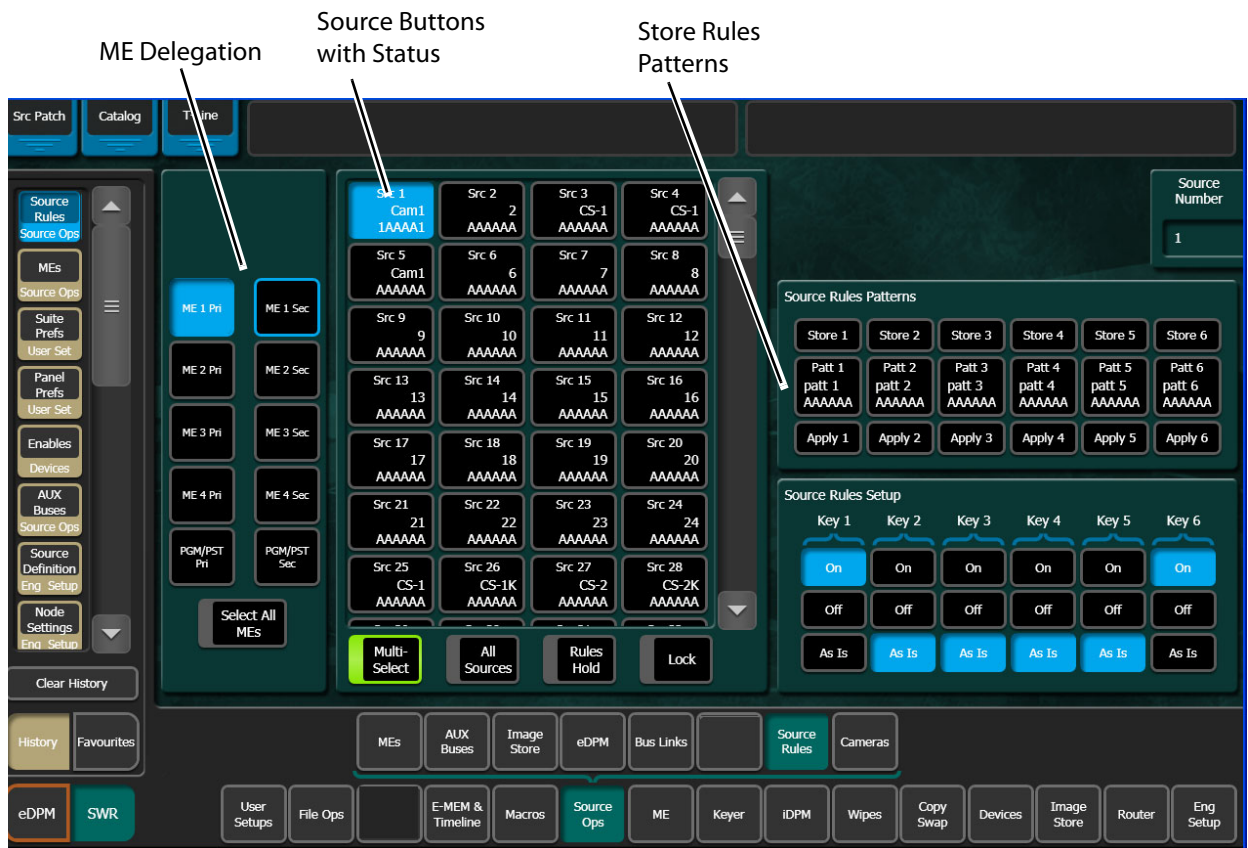 Source Buttons
with Status
Store Rules
Patterns
ME Delegation
Src Patch
Catalog
Source
Rules
Source Ops
MEs
Source Ops
Suite
Prefs
User Set
Panel
Prefs
User Set
Enables
Devices
AUX
Buses
Source Ops
Source
Definition
Eng Setup
Node
Settings
Eng Setup
Clear History
History
Favourites
eDPM
SWR
ME 1 Pri
ME 1 Sec
ME 2 Pri
ME 2 Sec
ME 3 Pri
ME 3 Sec
ME 4 Pri
ME 4 Sec
PGM/PST
Pri
PGM/PST
Sec
Select All
MEs
Src 1
Cam1
1AAAA1
Src 2
2
AAAAAA
Src 3
CS-1
AAAAAA
Src 4
CS-1
AAAAAA
Src 5
Cam1
AAAAAA
Src 6
6
AAAAAA
Src 7
7
AAAAAA
Src 8
8
AAAAAA
Src 9
9
AAAAAA
Src 10
10
AAAAAA
Src 11
11
AAAAAA
Src 12
12
AAAAAA
Src 13
13
AAAAAA
Src 14
14
AAAAAA
Src 15
15
AAAAAA
Src 16
16
AAAAAA
Src 17
17
AAAAAA
Src 18
18
AAAAAA
Src 19
19
AAAAAA
Src 20
20
AAAAAA
Src 21
21
AAAAAA
Src 22
22
AAAAAA
Src 23
23
AAAAAA
Src 24
24
AAAAAA
Src 25
CS-1
AAAAAA
Src 26
CS-1K
AAAAAA
Src 27
CS-2
AAAAAA
Src 28
CS-2K
AAAAAA
Multi-
Select
All
Sources
Rules
Hold
Lock
Source
Number
1
Source Rules Patterns
Store 1
Store 2
Store 3
Store 4
Store 5
Store 6
Patt 1
patt 1
AAAAAA
Patt 2
patt 2
AAAAAA
Patt 3
patt 3
AAAAAA
Patt 4
patt 4
AAAAAA
Patt 5
patt 5
AAAAAA
Patt 6
patt 6
AAAAAA
Apply 1
Apply 2
Apply 3
Apply 4
Apply 5
Apply 6
Source Rules Setup
Key 1
Key 2
Key 3
Key 4
Key 5
Key 6
On
On
On
On
On
On
Off
Off
Off
Off
Off
Off
As Is
As Is
As Is
As Is
As Is
As Is
MEs
AUX
Buses
Image
Store
eDPM
Bus Links
Source
Rules
Cameras
User
Setups
File Ops
E-MEM &
Timeline
Macros
Source
Ops
ME
Keyer
iDPM
Wipes
Copy
Swap
Devices
Image
Store
Router
Eng
Setup